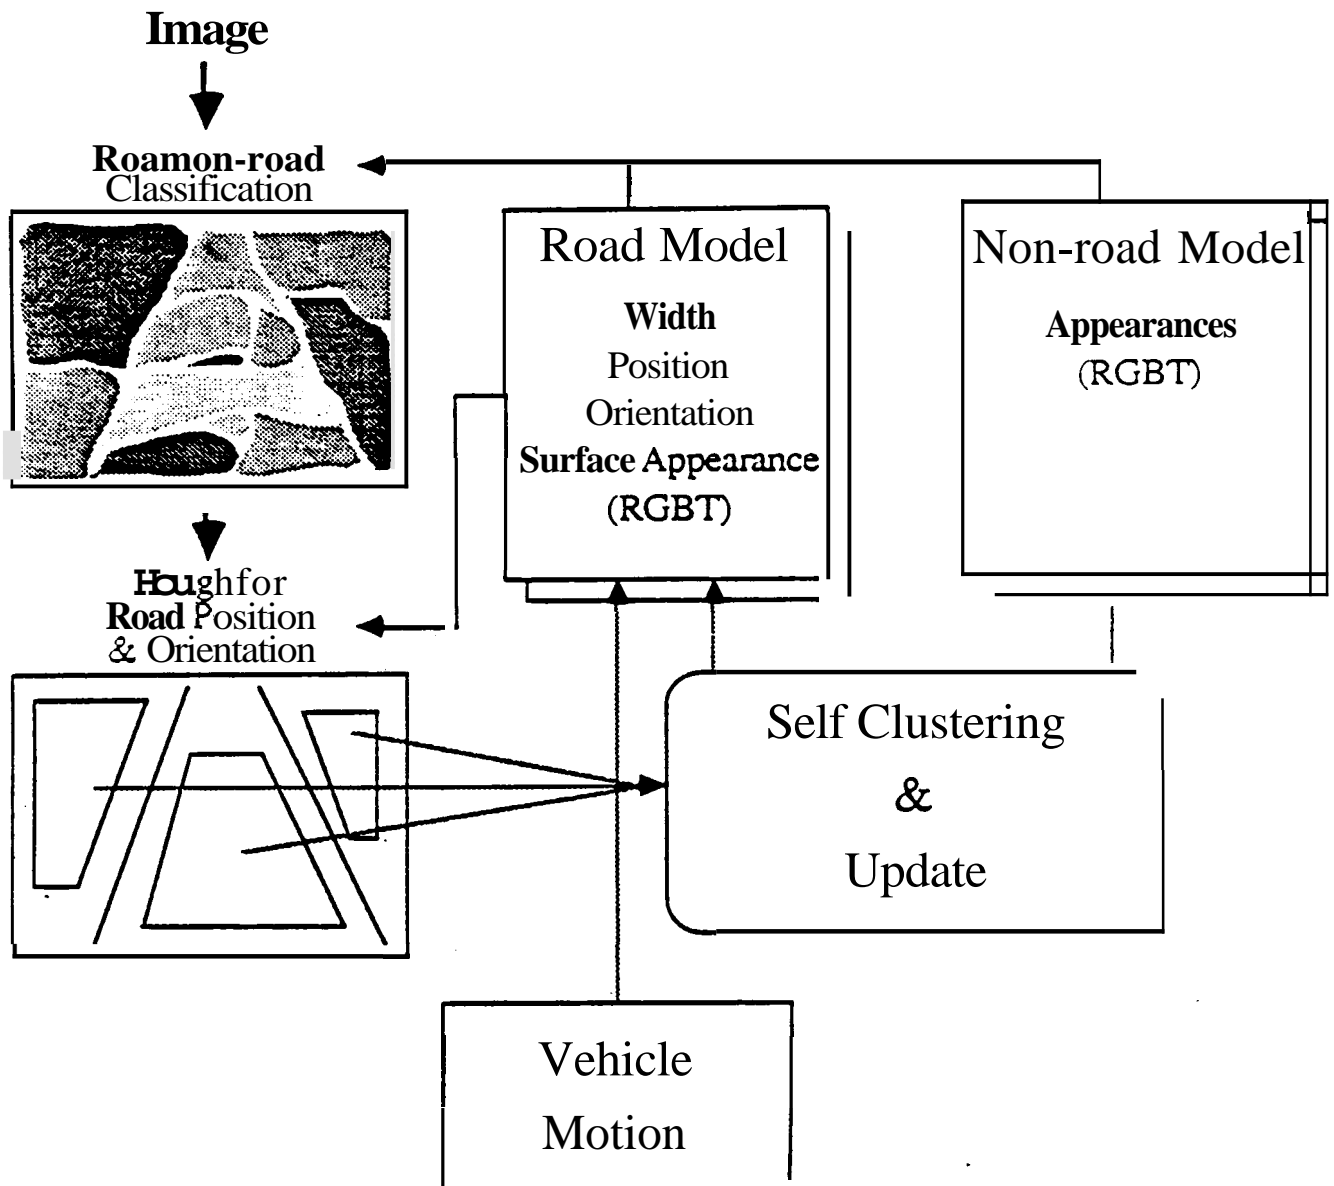 Image
Roamon-road
Classification
Road Model
Width
Position
Orientation
Surface Appearance
(RGBT)
Non-road Model
Appearances
(RGBT)
Houghfor
Road Position
& Orientation
Self Clustering
&
Update
Vehicle
Motion